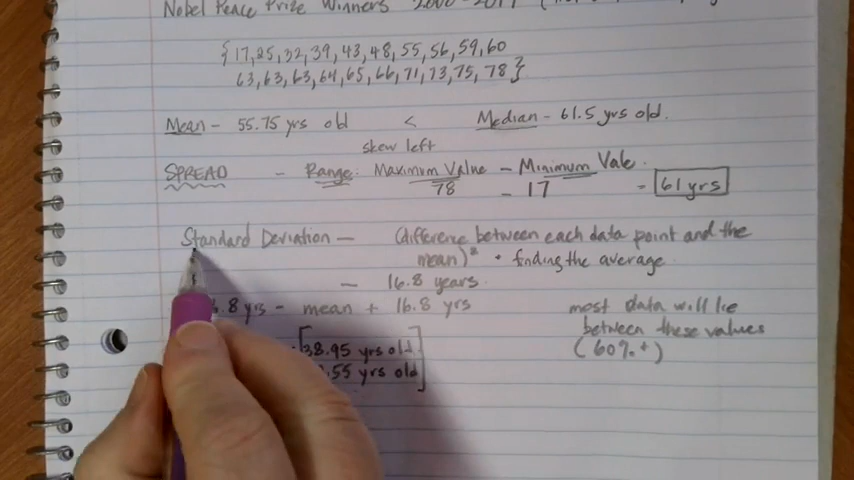 Nobel Peace Prize Winners
{17,25,32,39,43,48,55,56,59,60
63,63,63,64,65,66,71,73,75,78}
Mean - 55.75 yrs old < Median - 61.5 yrs old.
skew left
SPREAD - Range: Maximum Value - Minimum Vale.
78 - 17 = 61 yrs
Standard Deviation - (difference between each data point and the
mean)² • finding the average
- 16.8 years
6.8 yrs - mean + 16.8 yrs most data will lie
between these values
38.95 yrs old (60% +)
.55 yrs old